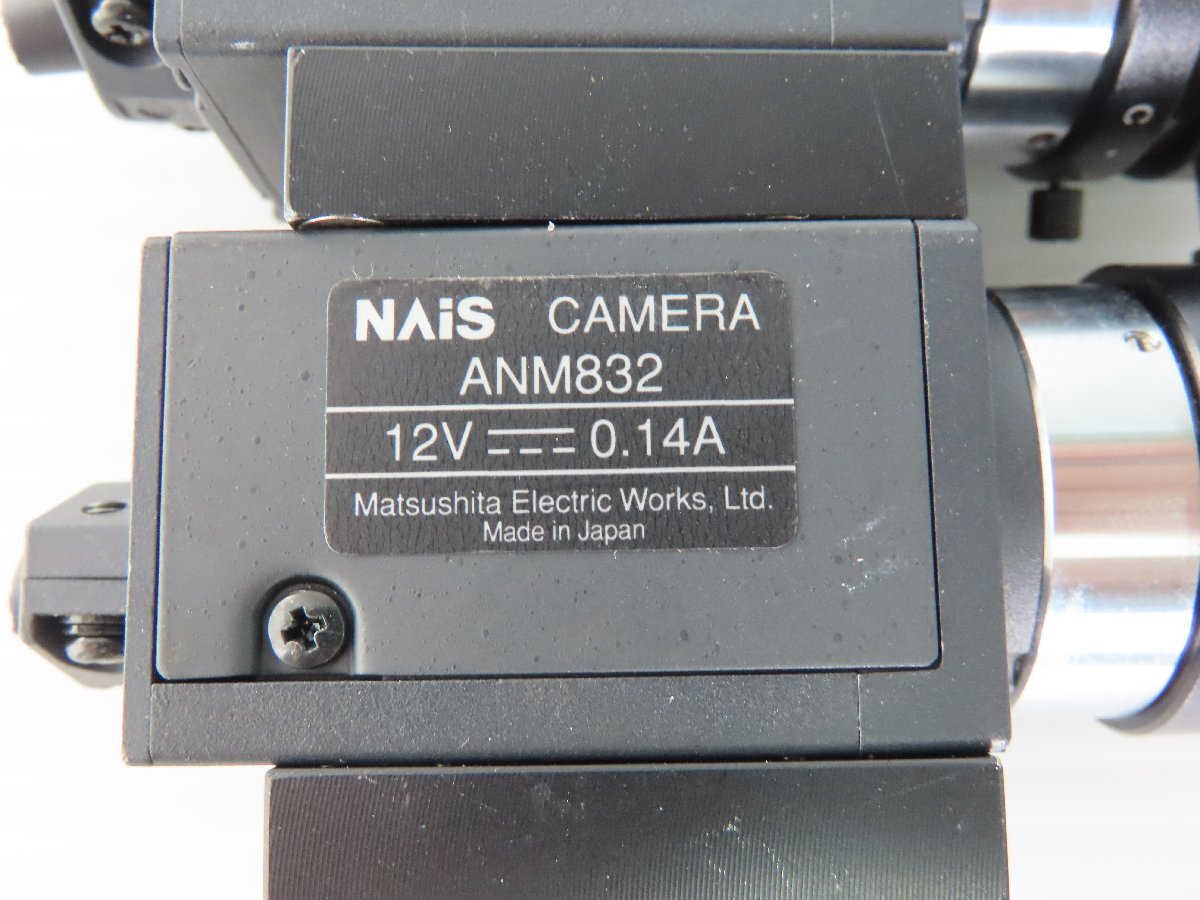 C
NAiS CAMERA
ANM832
12V ⎓ 0.14A
Matsushita Electric Works, Ltd.
Made in Japan